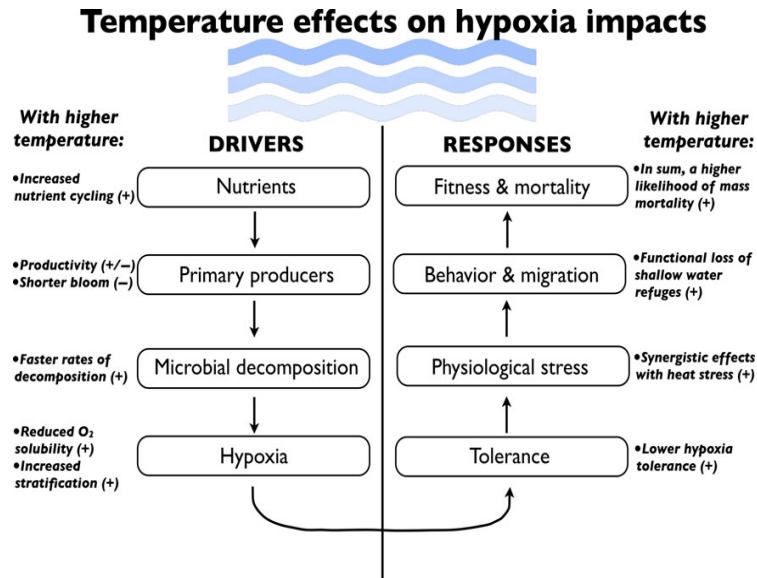 Temperature effects on hypoxia impacts
With higher
temperature:
DRIVERS
•Increased
nutrient cycling (+)
Nutrients
•Productivity (+/−)
•Shorter bloom (−)
Primary producers
•Faster rates of
decomposition (+)
Microbial decomposition
•Reduced O₂
solubility (+)
•Increased
stratification (+)
Hypoxia
With higher
temperature:
RESPONSES
Fitness & mortality
•In sum, a higher
likelihood of mass
mortality (+)
Behavior & migration
•Functional loss of
shallow water
refuges (+)
Physiological stress
•Synergistic effects
with heat stress (+)
Tolerance
•Lower hypoxia
tolerance (+)